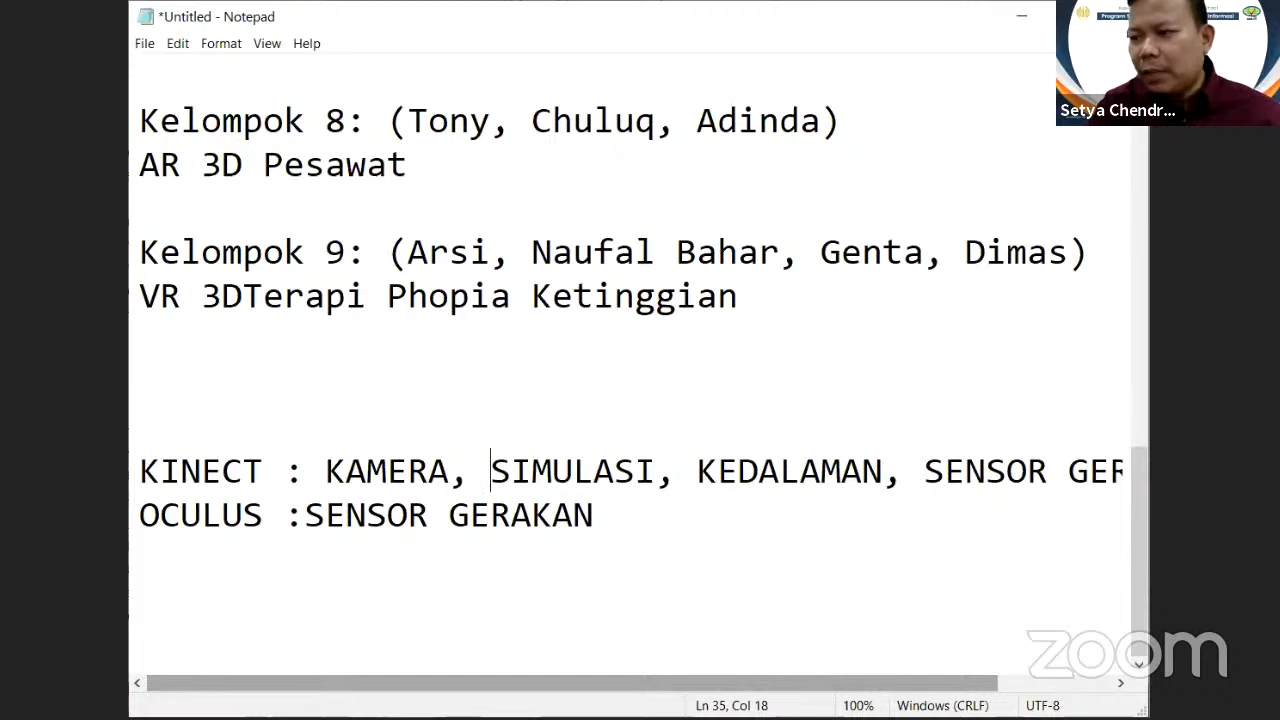 *Untitled - Notepad
File Edit Format View Help
Kelompok 8: (Tony, Chuluq, Adinda)
AR 3D Pesawat
Kelompok 9: (Arsi, Naufal Bahar, Genta, Dimas)
VR 3DTerapi Phopia Ketinggian
KINECT : KAMERA, SIMULASI, KEDALAMAN, SENSOR GER
OCULUS :SENSOR GERAKAN
Ln 35, Col 18 100% Windows (CRLF) UTF-8
Setya Chendr...
zoom